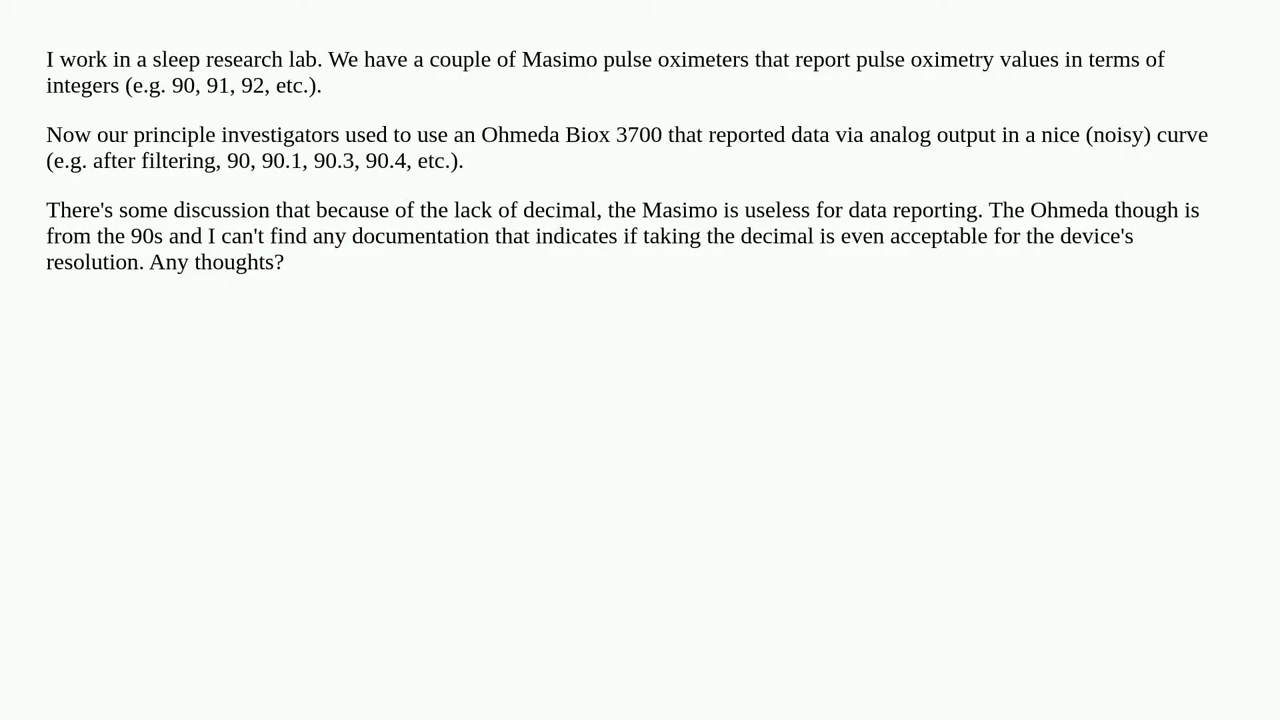 I work in a sleep research lab. We have a couple of Masimo pulse oximeters that report pulse oximetry values in terms of
integers (e.g. 90, 91, 92, etc.).
Now our principle investigators used to use an Ohmeda Biox 3700 that reported data via analog output in a nice (noisy) curve
(e.g. after filtering, 90, 90.1, 90.3, 90.4, etc.).
There's some discussion that because of the lack of decimal, the Masimo is useless for data reporting. The Ohmeda though is
from the 90s and I can't find any documentation that indicates if taking the decimal is even acceptable for the device's
resolution. Any thoughts?